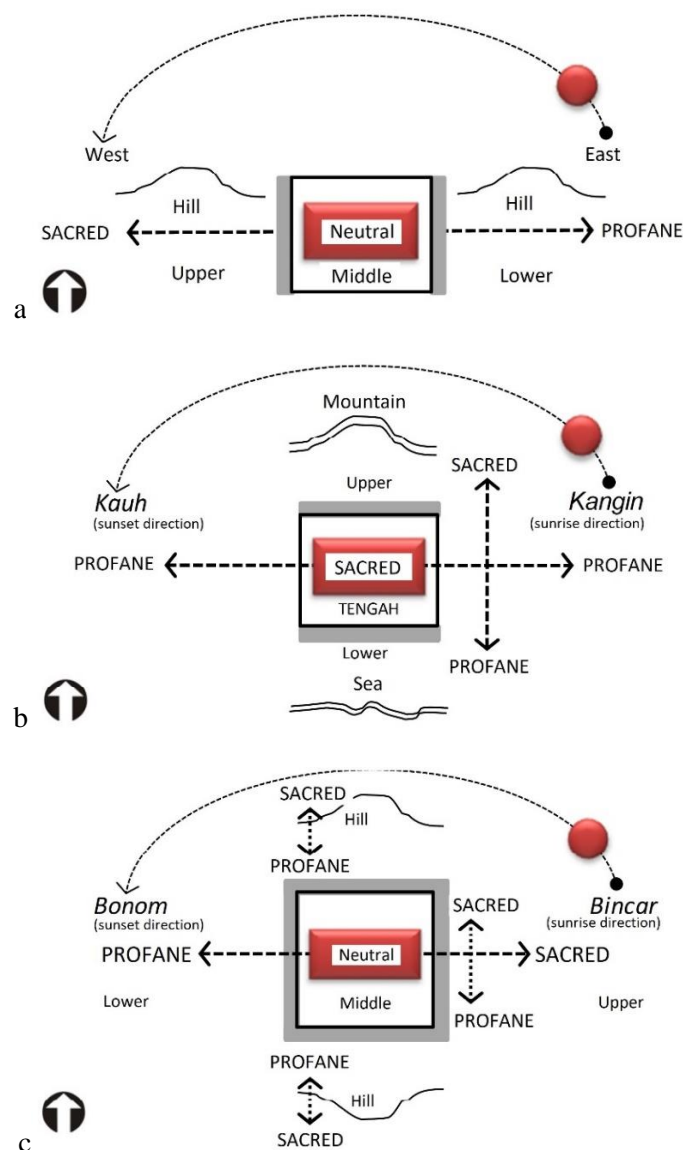 West
East
Hill
Hill
SACRED
Neutral
PROFANE
Upper
Middle
Lower
a
Mountain
SACRED
Upper
Kauh
(sunset direction)
Kangin
(sunrise direction)
PROFANE
SACRED
PROFANE
TENGAH
Lower
PROFANE
Sea
b
SACRED
Hill
PROFANE
Bonom
(sunset direction)
SACRED
Bincar
(sunrise direction)
PROFANE
Neutral
SACRED
Lower
Middle
PROFANE
Upper
PROFANE
Hill
SACRED
c